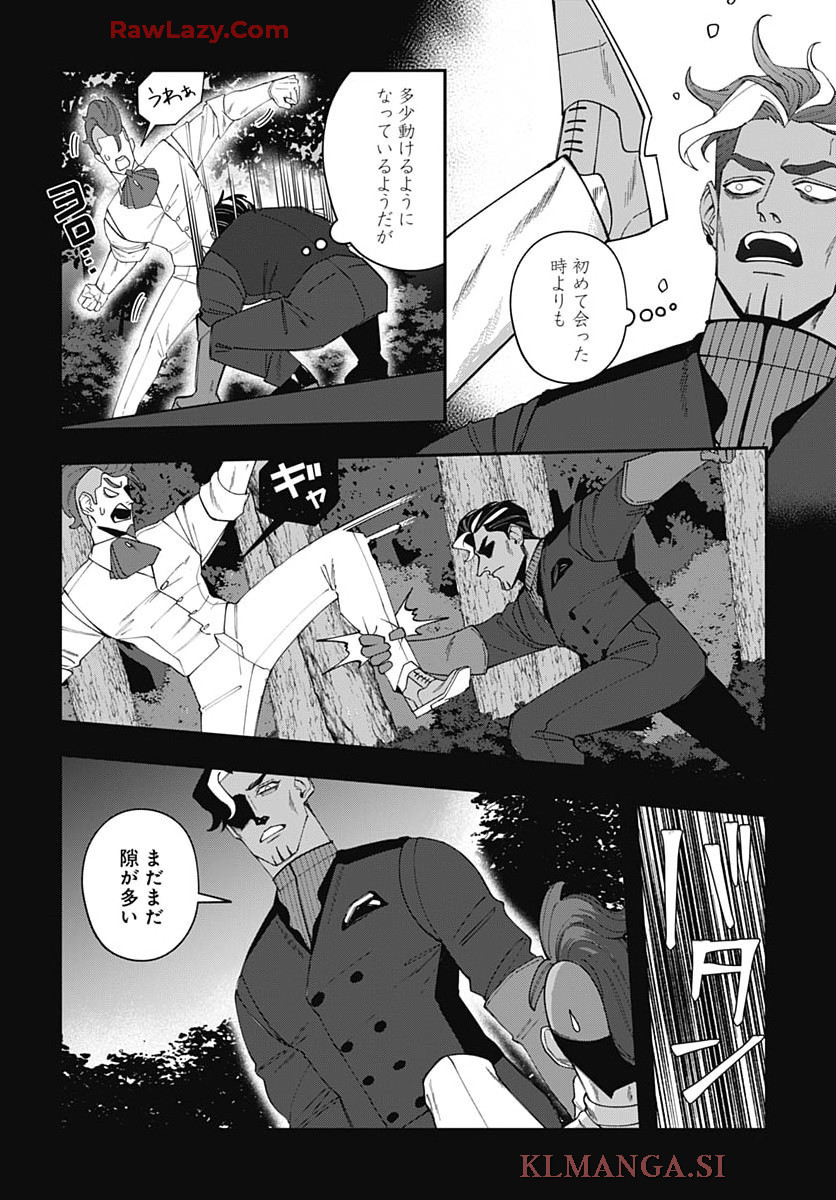 RawLazy.Com
初めて会った
時よりも
多少動けるように
なっているようだが
うわぁ
ヨロ…
ギャ
バタン
まだまだ
隙が多い
KLMANGA.SI